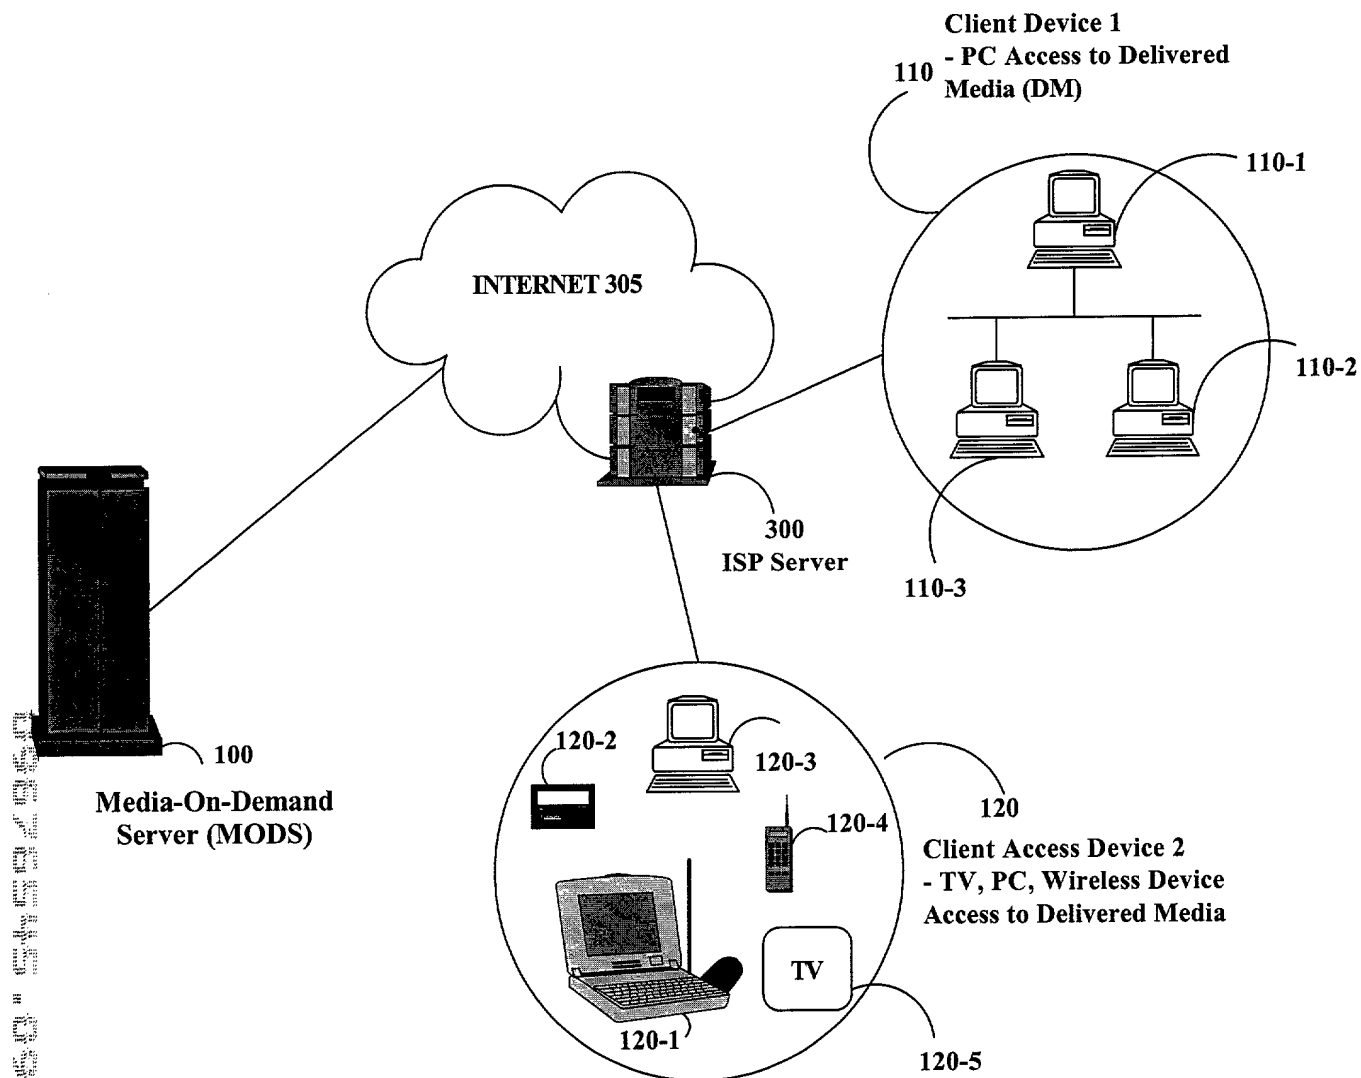 Client Device 1
- PC Access to Delivered
Media (DM)
110
110-1
INTERNET 305
110-2
300
ISP Server
110-3
100
Media-On-Demand
Server (MODS)
120-2
120-3
120-4
120
Client Access Device 2
- TV, PC, Wireless Device
Access to Delivered Media
TV
120-1
120-5